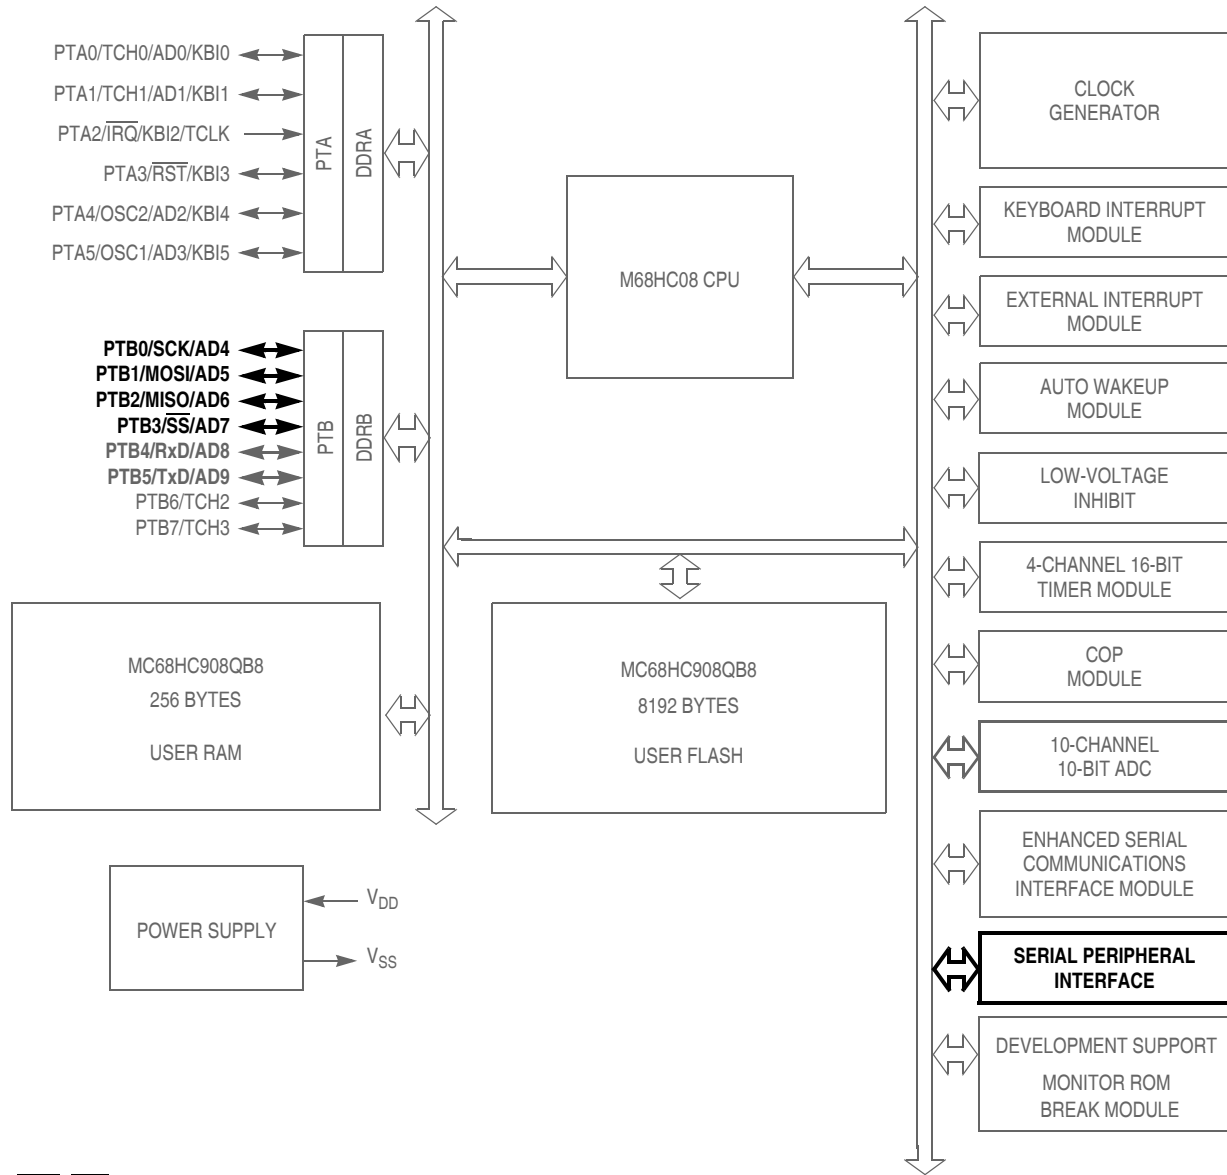 PTA0/TCH0/AD0/KBI0
PTA1/TCH1/AD1/KBI1
PTA2/I̅R̅Q̅/KBI2/TCLK
PTA3/R̅S̅T̅/KBI3
PTA4/OSC2/AD2/KBI4
PTA5/OSC1/AD3/KBI5
PTA
DDRA
PTB0/SCK/AD4
PTB1/MOSI/AD5
PTB2/MISO/AD6
PTB3/S̅S̅/AD7
PTB4/RxD/AD8
PTB5/TxD/AD9
PTB6/TCH2
PTB7/TCH3
PTB
DDRB
M68HC08 CPU
MC68HC908QB8
256 BYTES
USER RAM
MC68HC908QB8
8192 BYTES
USER FLASH
POWER SUPPLY
VDD
VSS
CLOCK
GENERATOR
KEYBOARD INTERRUPT
MODULE
EXTERNAL INTERRUPT
MODULE
AUTO WAKEUP
MODULE
LOW-VOLTAGE
INHIBIT
4-CHANNEL 16-BIT
TIMER MODULE
COP
MODULE
10-CHANNEL
10-BIT ADC
ENHANCED SERIAL
COMMUNICATIONS
INTERFACE MODULE
SERIAL PERIPHERAL
INTERFACE
DEVELOPMENT SUPPORT
MONITOR ROM
BREAK MODULE